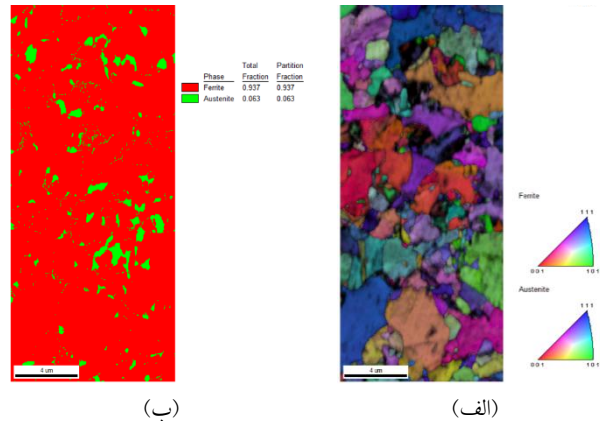 Total Partition
Phase Fraction Fraction
Ferrite 0.937 0.937
Austenite 0.063 0.063
4 um
(ب)
Ferrite
111
001 101
Austenite
111
001 101
4 um
(الف)